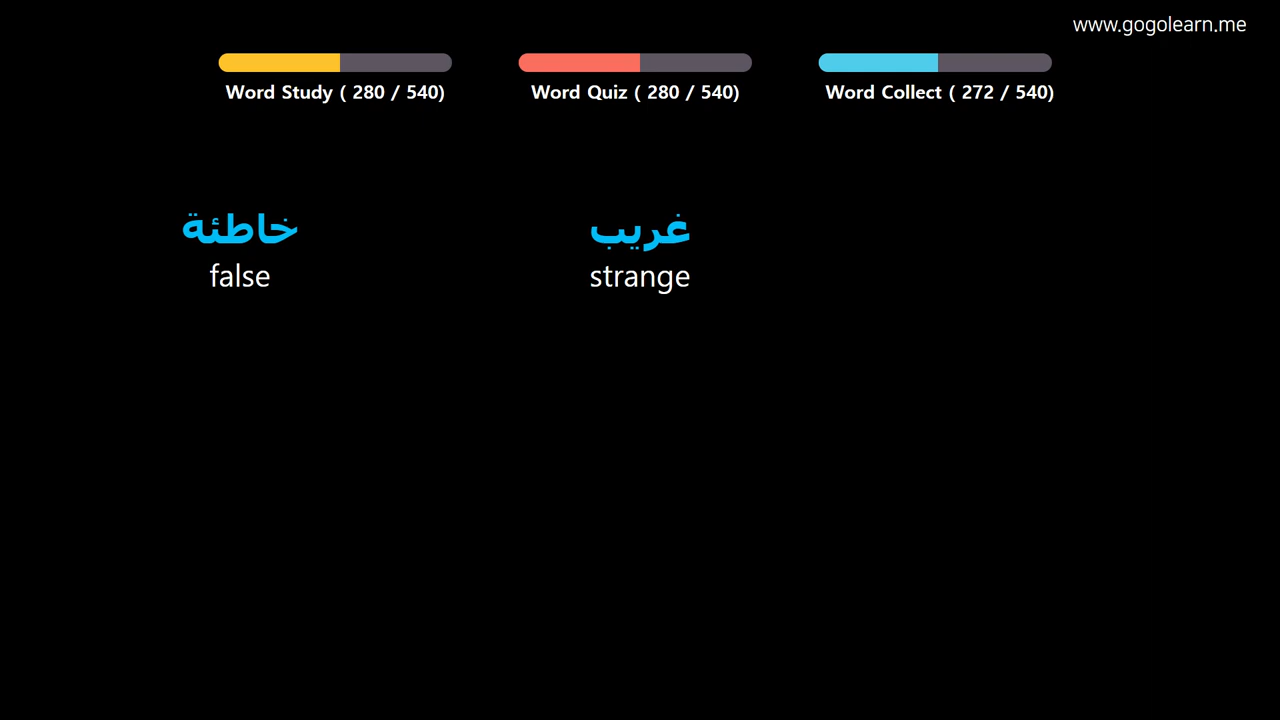 www.gogolearn.me
Word Study ( 280 / 540)
Word Quiz ( 280 / 540)
Word Collect ( 272 / 540)
خاطئة
false
غريب
strange